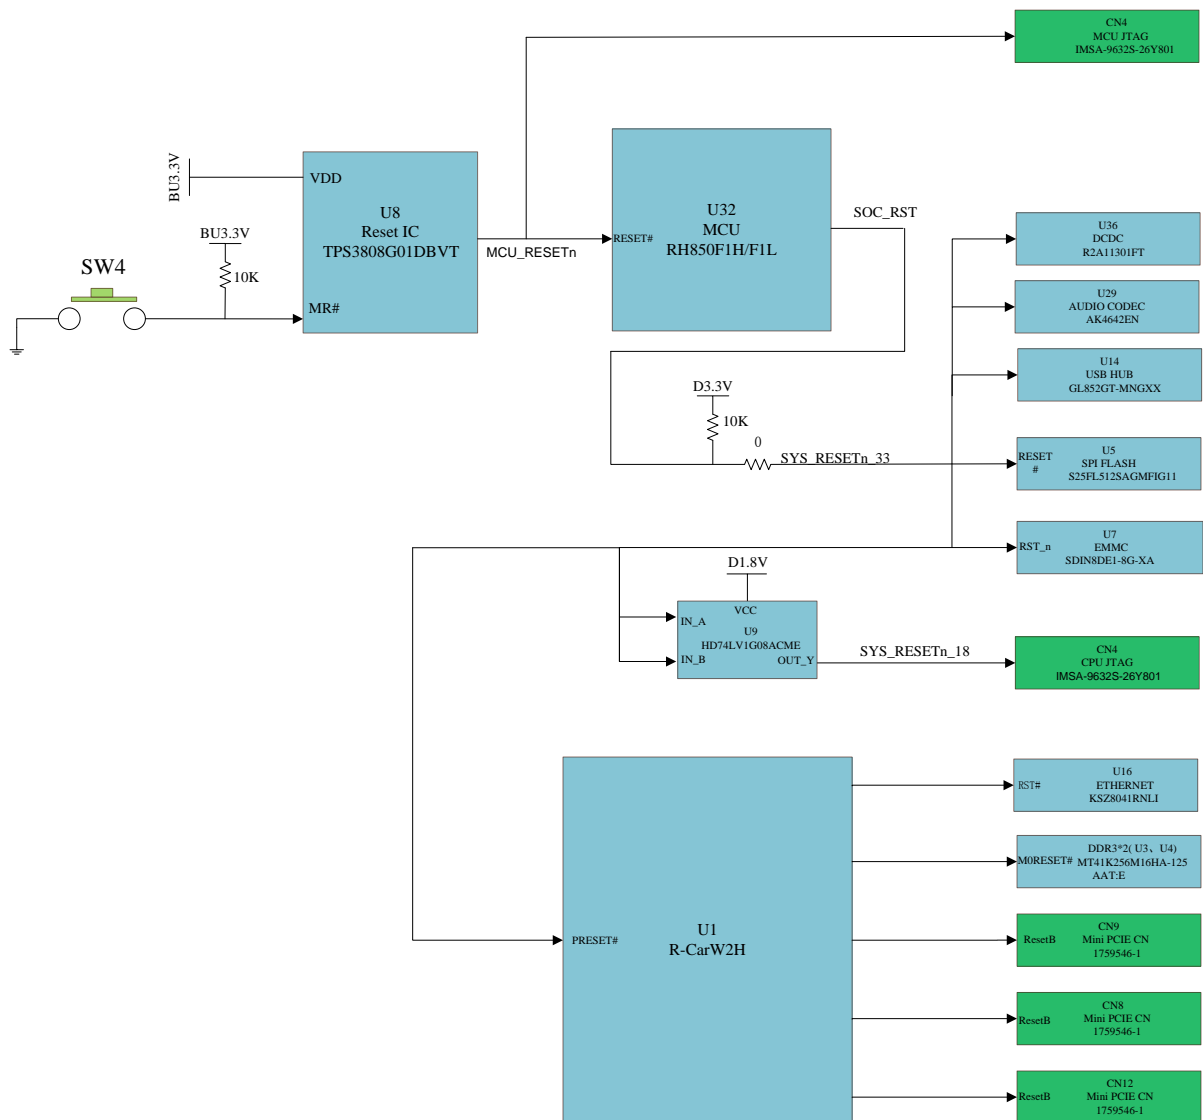 CN4
MCU JTAG
IMSA-9632S-26Y801
BU3.3V
VDD
U8
Reset IC
TPS3808G01DBVT
MR#
BU3.3V
10K
SW4
MCU_RESETn
RESET#
U32
MCU
RH850F1H/F1L
SOC_RST
U36
DCDC
R2A11301FT
U29
AUDIO CODEC
AK4642EN
U14
USB HUB
GL852GT-MNGXX
D3.3V
10K
0
SYS_RESETn_33
RESET
#
U5
SPI FLASH
S25FL512SAGMFIG11
RST_n
U7
EMMC
SDIN8DE1-8G-XA
D1.8V
VCC
IN_A
U9
HD74LV1G08ACME
IN_B
OUT_Y
SYS_RESETn_18
CN4
CPU JTAG
IMSA-9632S-26Y801
RST#
U16
ETHERNET
KSZ8041RNLI
M0RESET#
DDR3*2( U3、U4)
MT41K256M16HA-125
AAT:E
PRESET#
U1
R-CarW2H
ResetB
CN9
Mini PCIE CN
1759546-1
ResetB
CN8
Mini PCIE CN
1759546-1
ResetB
CN12
Mini PCIE CN
1759546-1